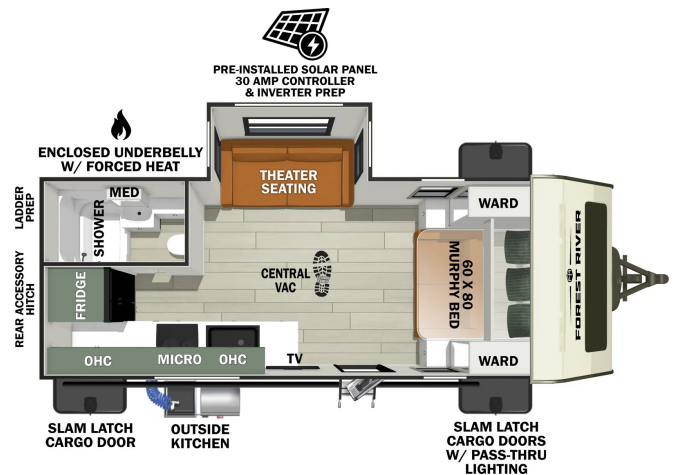 PRE-INSTALLED SOLAR PANEL
30 AMP CONTROLLER
& INVERTER PREP
ENCLOSED UNDERBELLY
W/ FORCED HEAT
LADDER
PREP
MED
SHOWER
THEATER
SEATING
WARD
REAR ACCESSORY
HITCH
FRIDGE
CENTRAL
VAC
60 X 80
MURPHY BED
FOREST RIVER
OHC
MICRO
OHC
TV
WARD
SLAM LATCH
CARGO DOOR
OUTSIDE
KITCHEN
SLAM LATCH
CARGO DOORS
W/ PASS-THRU
LIGHTING